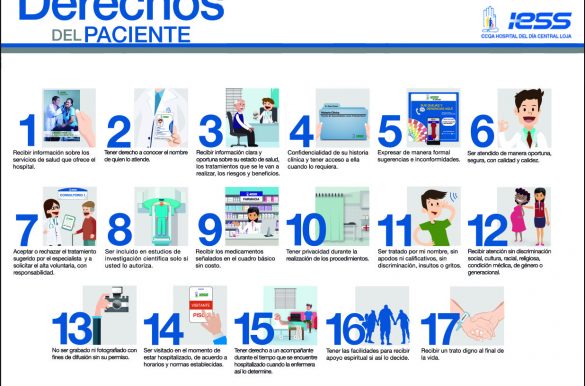 Derechos
DEL PACIENTE
IESS
CCQA HOSPITAL DEL DÍA CENTRAL LOJA
1
Recibir información sobre los
servicios de salud que ofrece el
hospital.
2
Tener derecho a conocer el nombre
de quien lo atiende.
3
Recibir información clara y
oportuna sobre su estado de salud,
los tratamientos que se le van a
realizar, los riesgos y beneficios.
4
Confidencialidad de su historia
clínica y tener acceso a ella
cuando lo requiera.
5
Expresar de manera formal
sugerencias e inconformidades.
6
Ser atendido de manera oportuna,
segura, con calidad y calidez.
7
CONSULTORIO 1
Aceptar o rechazar el tratamiento
sugerido por el especialista y a
solicitar el alta voluntaria, con
responsabilidad.
8
Ser incluido en estudios de
investigación científica solo si
usted lo autoriza.
9
FARMACIA
Recibir los medicamentos
señalados en el cuadro básico
sin costo.
10
Tener privacidad durante la
realización de los procedimientos.
11
Ser tratado por mi nombre, sin
apodos ni calificativos, sin
discriminación, insultos o gritos.
12
Recibir atención sin discriminación
social, cultura, racial, religiosa,
condición médica, de género o
generacional.
13
No ser grabado ni fotografiado con
fines de difusión sin su permiso.
14
VISITANTE
PISO
Ser visitado en el momento de
estar hospitalizado, de acuerdo a
horarios y normas establecidas.
15
Tener derecho a un acompañante
durante el tiempo que se encuentre
hospitalizado cuando la enfermera
así lo determine.
16
Tener las facilidades para recibir
apoyo espiritual si así lo decide.
17
Recibir un trato digno al final de
la vida.